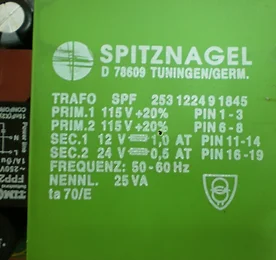 SPITZNAGEL
D 78609 TUNINGEN/GERM.
TRAFO SPF 253 1224 9 1845
PRIM.1 115 V +20% PIN 1 - 3
PRIM.2 115 V +20% PIN 6 - 8
SEC.1 12 V 1,0 AT PIN 11-14
SEC.2 24 V 0,5 AT PIN 16-19
FREQUENZ: 50 - 60 Hz
NENNL. 25 VA
ta 70/E